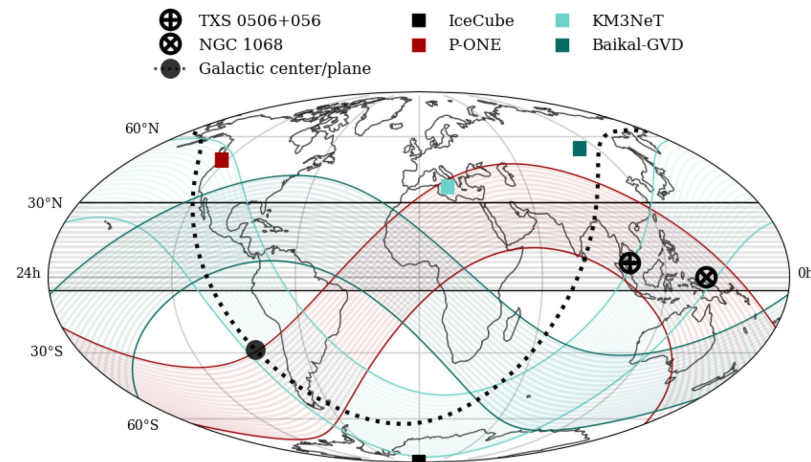 TXS 0506+056
NGC 1068
Galactic center/plane
IceCube
P-ONE
KM3NeT
Baikal-GVD
60°N
30°N
24h
0h
30°S
60°S